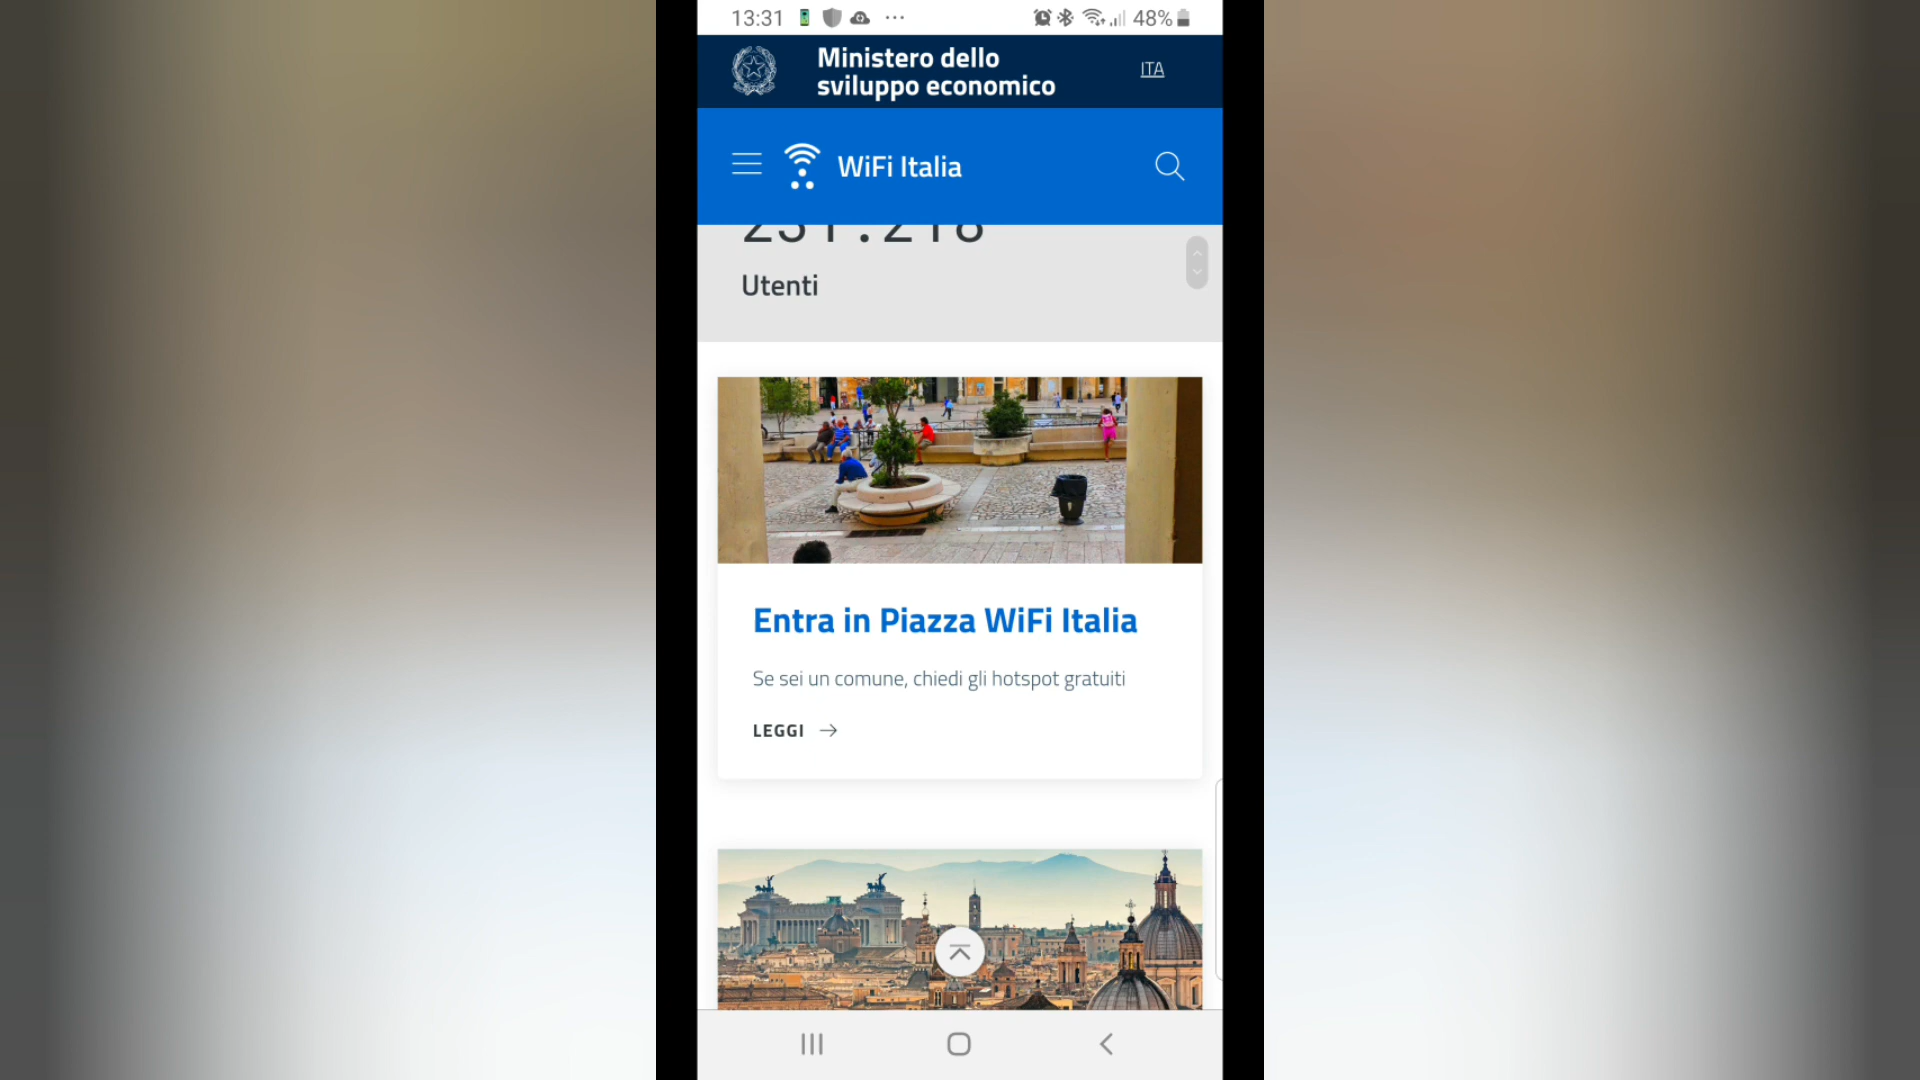 13:31
48%
Ministero dello
sviluppo economico
ITA
WiFi Italia
Utenti
Entra in Piazza WiFi Italia
Se sei un comune, chiedi gli hotspot gratuiti
LEGGI